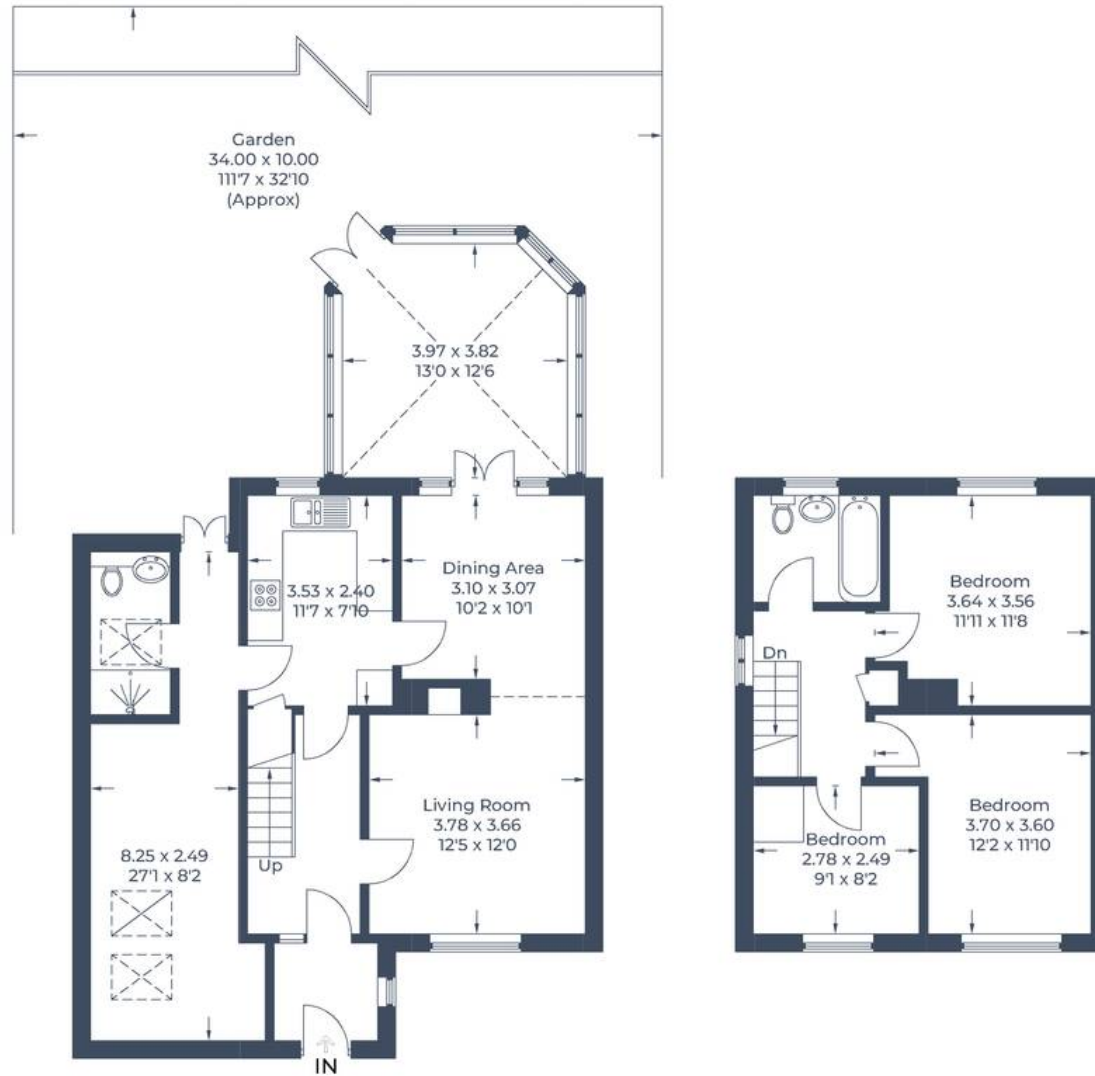 Garden
34.00 x 10.00
111'7 x 32'10
(Approx)
3.97 x 3.82
13'0 x 12'6
3.53 x 2.40
11'7 x 7'10
Dining Area
3.10 x 3.07
10'2 x 10'1
Living Room
3.78 x 3.66
12'5 x 12'0
8.25 x 2.49
27'1 x 8'2
Up
IN
Bedroom
3.64 x 3.56
11'11 x 11'8
Dn
Bedroom
2.78 x 2.49
9'1 x 8'2
Bedroom
3.70 x 3.60
12'2 x 11'10